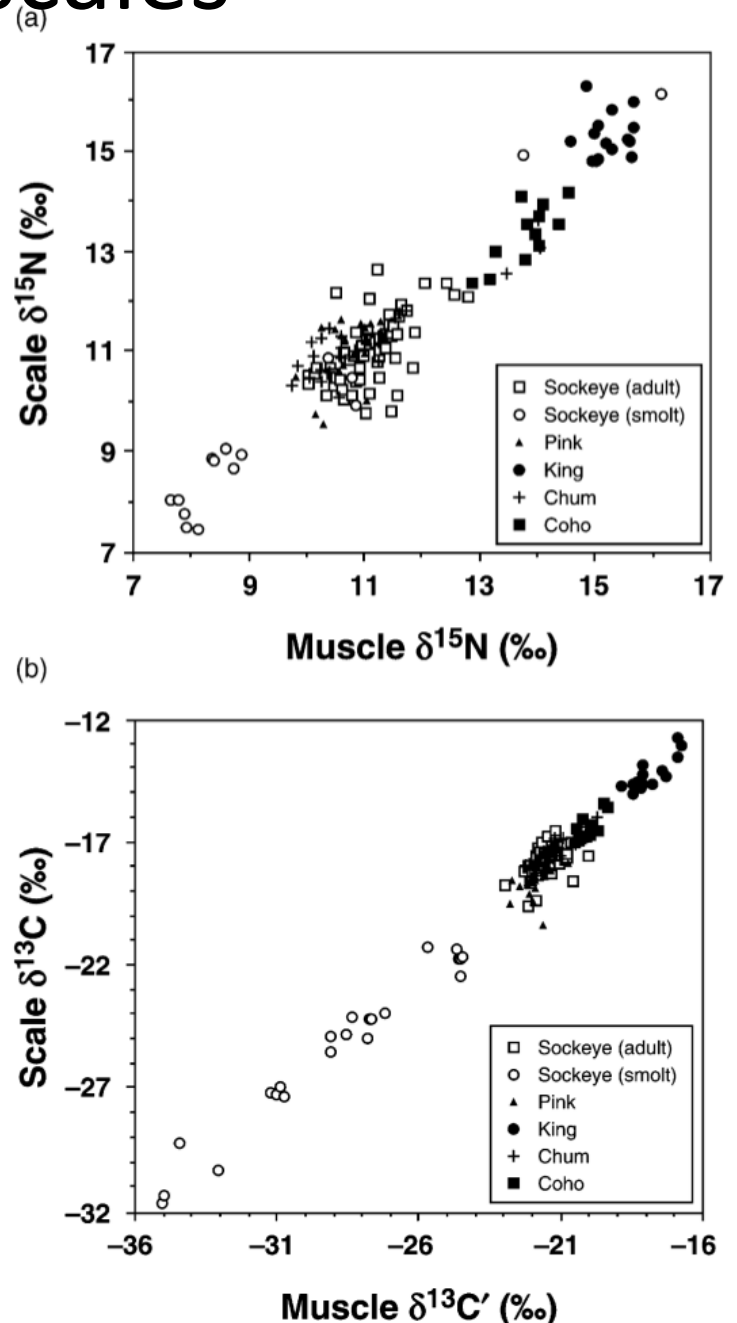 (a)
17
15
13
11
9
7
Scale δ15N (‰)
Sockeye (adult)
Sockeye (smolt)
Pink
King
Chum
Coho
7 9 11 13 15 17
Muscle δ15N (‰)
(b)
–12
–17
–22
–27
–32
Scale δ13C (‰)
Sockeye (adult)
Sockeye (smolt)
Pink
King
Chum
Coho
–36 –31 –26 –21 –16
Muscle δ13C′ (‰)